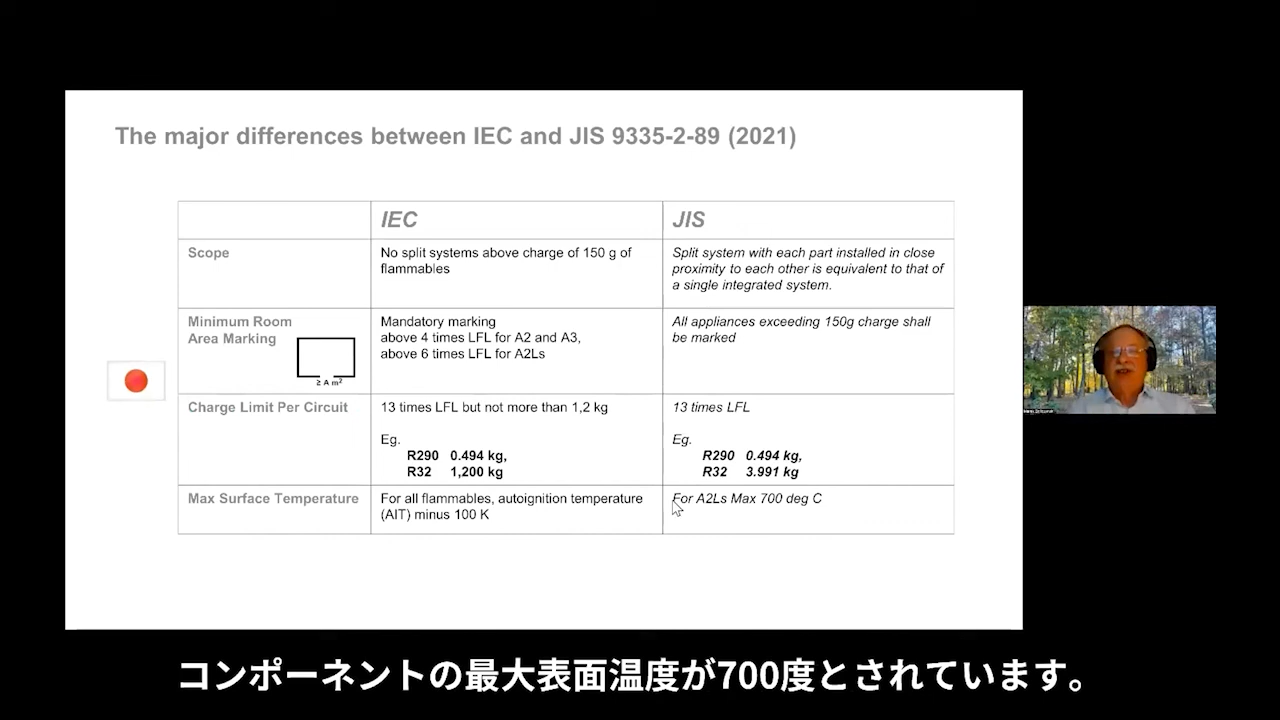 The major differences between IEC and JIS 9335-2-89 (2021)
IEC
JIS
Scope
No split systems above charge of 150 g of
flammables
Split system with each part installed in close
proximity to each other is equivalent to that of
a single integrated system.
Minimum Room
Area Marking
≥ A m²
Mandatory marking
above 4 times LFL for A2 and A3,
above 6 times LFL for A2Ls
All appliances exceeding 150g charge shall
be marked
Charge Limit Per Circuit
13 times LFL but not more than 1,2 kg
Eg.
R290 0.494 kg,
R32 1,200 kg
13 times LFL
Eg.
R290 0.494 kg,
R32 3.991 kg
Max Surface Temperature
For all flammables, autoignition temperature
(AIT) minus 100 K
For A2Ls Max 700 deg C
コンポーネントの最大表面温度が700度とされています。